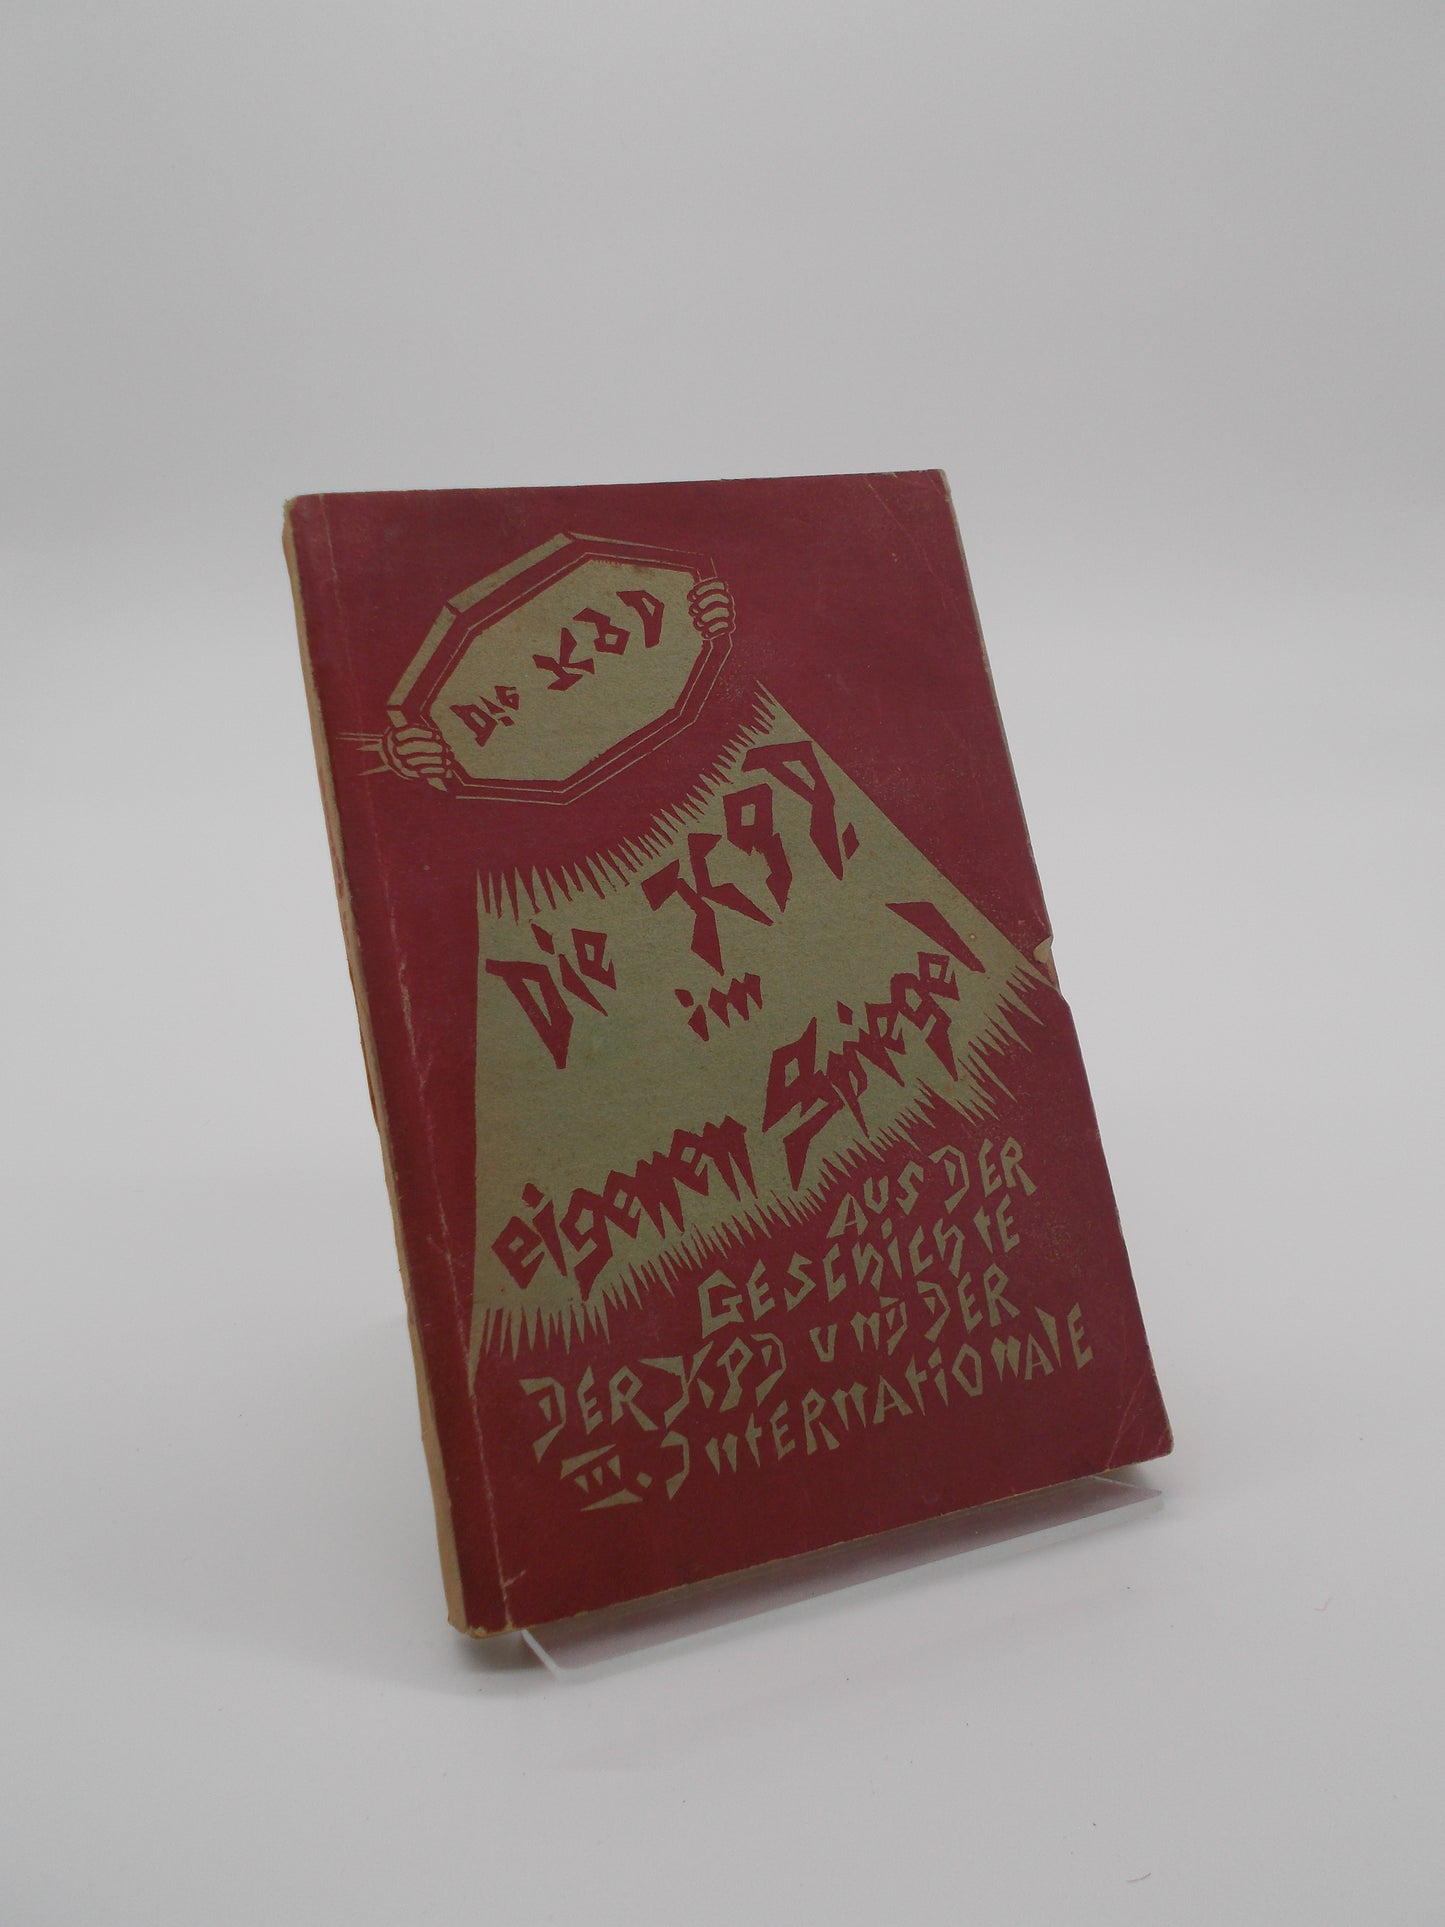 Die KPD
Die KPD.
im
eigenen Spiegel
AUS DER
GESCHICHTE
DER KPD UND DER
III. INTERNATIONALE